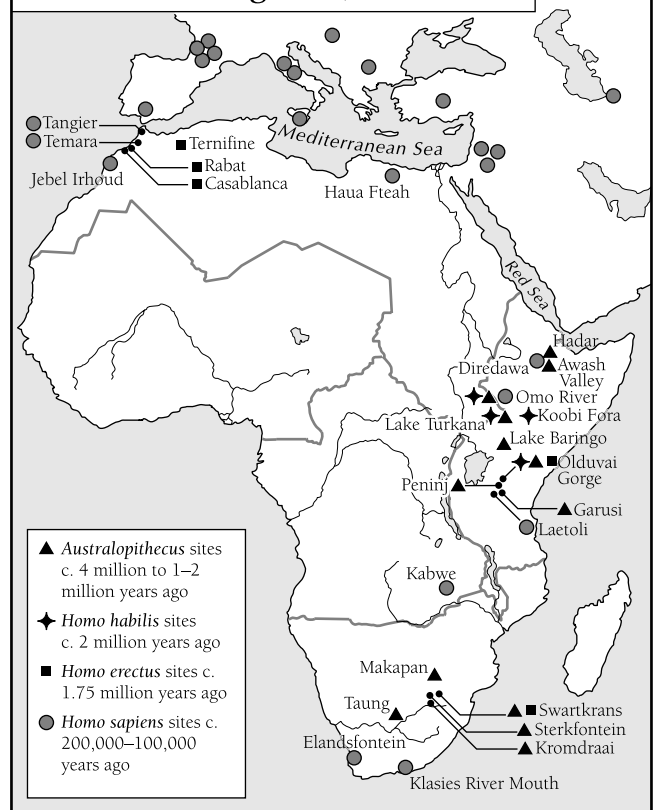 Tangier
Temara
Ternifine
Rabat
Casablanca
Jebel Irhoud
Mediterranean Sea
Haua Fteah
Red Sea
Hadar
Diredawa
Awash
Valley
Omo River
Koobi Fora
Lake Turkana
Lake Baringo
Olduvai
Gorge
Peninj
Garusi
Laetoli
Kabwe
Australopithecus sites
c. 4 million to 1–2
million years ago
Homo habilis sites
c. 2 million years ago
Homo erectus sites c.
1.75 million years ago
Homo sapiens sites c.
200,000–100,000
years ago
Makapan
Taung
Swartkrans
Sterkfontein
Kromdraai
Elandsfontein
Klasies River Mouth